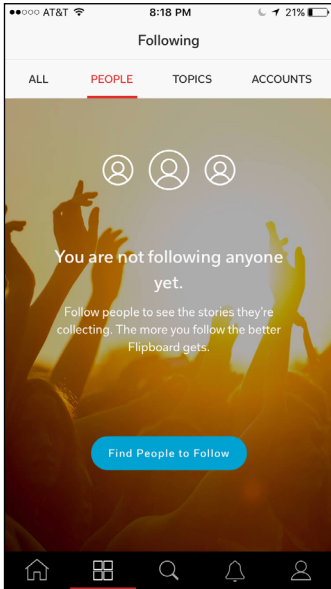 AT&T 8:18 PM 21%
Following
ALL PEOPLE TOPICS ACCOUNTS
You are not following anyone
yet.
Follow people to see the stories they're
collecting. The more you follow the better
Flipboard gets.
Find People to Follow